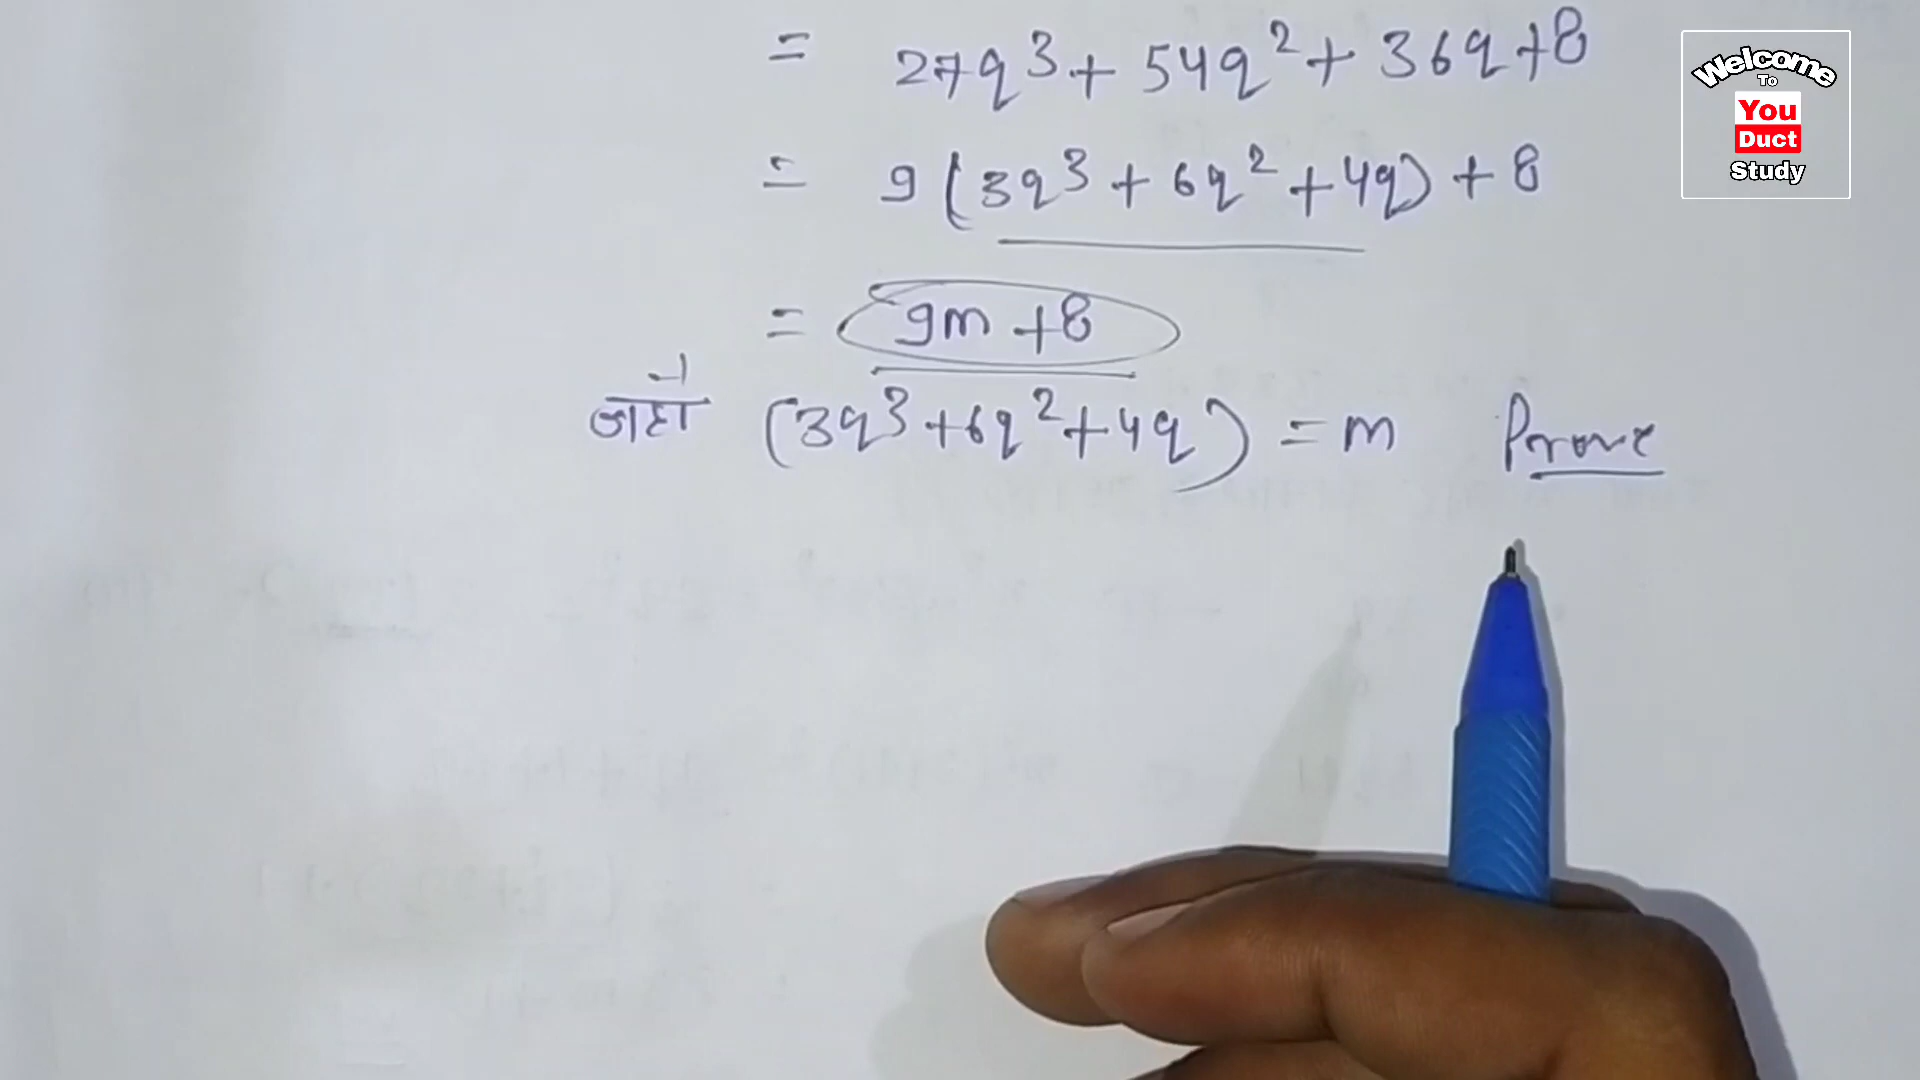 = 27q³ + 54q² + 36q + 8
= 9 (3q³ + 6q² + 4q) + 8
= 9m + 8
जहाँ (3q³ + 6q² + 4q) = m Prove
Welcome
To
You
Duct
Study